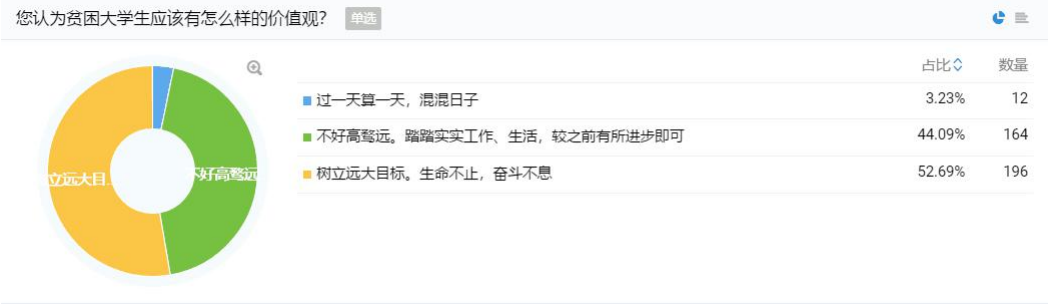 您认为贫困大学生应该有怎么样的价值观? 单选
占比 数量
过一天算一天，混混日子 3.23% 12
不好高骛远。踏踏实实工作、生活，较之前有所进步即可 44.09% 164
树立远大目标。生命不止，奋斗不息 52.69% 196
立远大目. 不好高骛远